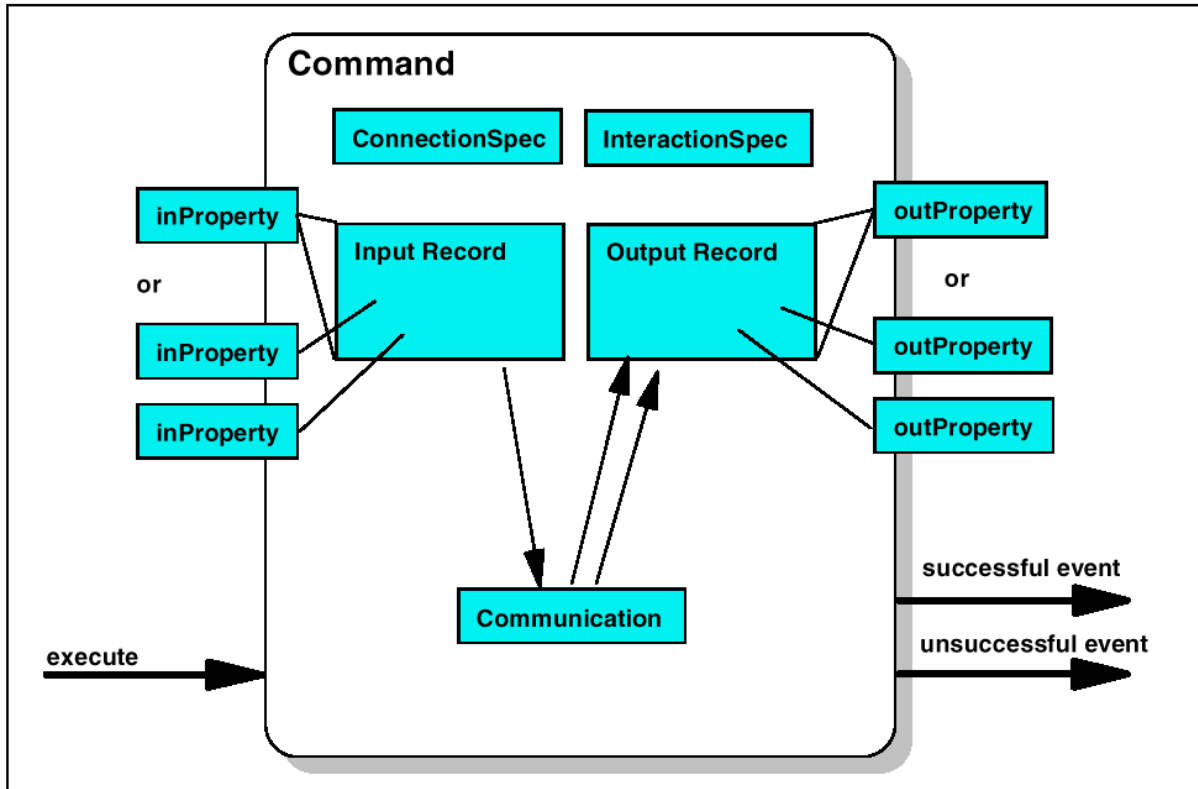 Command
ConnectionSpec
InteractionSpec
inProperty
outProperty
Input Record
Output Record
or
or
inProperty
outProperty
inProperty
outProperty
successful event
Communication
execute
unsuccessful event